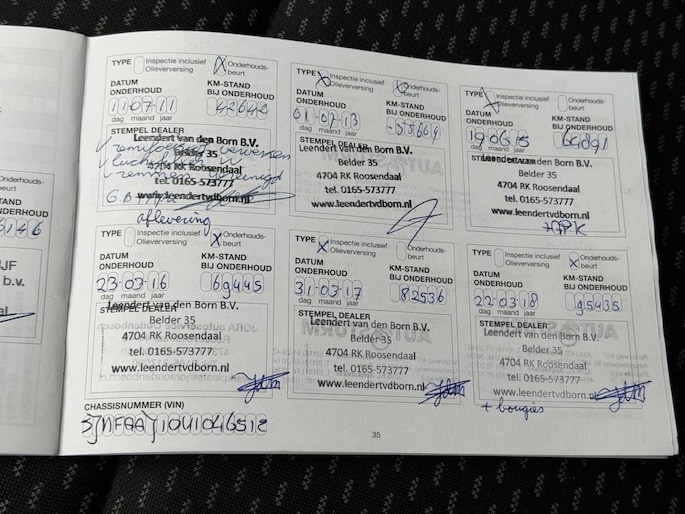 TYPE Inspectie inclusief Olieverversing X Onderhouds-beurt
DATUM ONDERHOUD
KM-STAND BIJ ONDERHOUD
11 07 11
dag maand jaar
STEMPEL DEALER
Leendert van den Born B.V.
Belder 35
4704 RK Roosendaal
tel. 0165-573777
www.leendertvdborn.nl
aflevering
TYPE X Inspectie inclusief Olieverversing Onderhouds-beurt
DATUM ONDERHOUD
KM-STAND BIJ ONDERHOUD
01 07 13
55669
dag maand jaar
STEMPEL DEALER
Leendert van den Born B.V.
Belder 35
4704 RK Roosendaal
tel. 0165-573777
www.leendertvdborn.nl
TYPE X Inspectie inclusief Olieverversing Onderhouds-beurt
DATUM ONDERHOUD
KM-STAND BIJ ONDERHOUD
19 06 15
dag maand jaar
STEMPEL DEALER
Belder 35
4704 RK Roosendaal
tel. 0165-573777
www.leendertvdborn.nl
+APK
TYPE Inspectie inclusief Olieverversing X Onderhouds-beurt
DATUM ONDERHOUD
KM-STAND BIJ ONDERHOUD
23 03 16
69445
dag maand jaar
STEMPEL DEALER
Leendert van den Born B.V.
Belder 35
4704 RK Roosendaal
tel. 0165-573777
www.leendertvdborn.nl
TYPE X Inspectie inclusief Olieverversing Onderhouds-beurt
DATUM ONDERHOUD
KM-STAND BIJ ONDERHOUD
31 03 17
82536
dag maand jaar
STEMPEL DEALER
Leendert van den Born B.V.
Belder 35
4704 RK Roosendaal
tel. 0165-573777
www.leendertvdborn.nl
TYPE Inspectie inclusief Olieverversing X Onderhouds-beurt
DATUM ONDERHOUD
KM-STAND BIJ ONDERHOUD
22 03 18
95435
dag maand jaar
STEMPEL DEALER
Leendert van den Born B.V.
Belder 35
4704 RK Roosendaal
tel. 0165-573777
www.leendertvdborn.nl
+ bougies
CHASSISNUMMER (VIN)
35